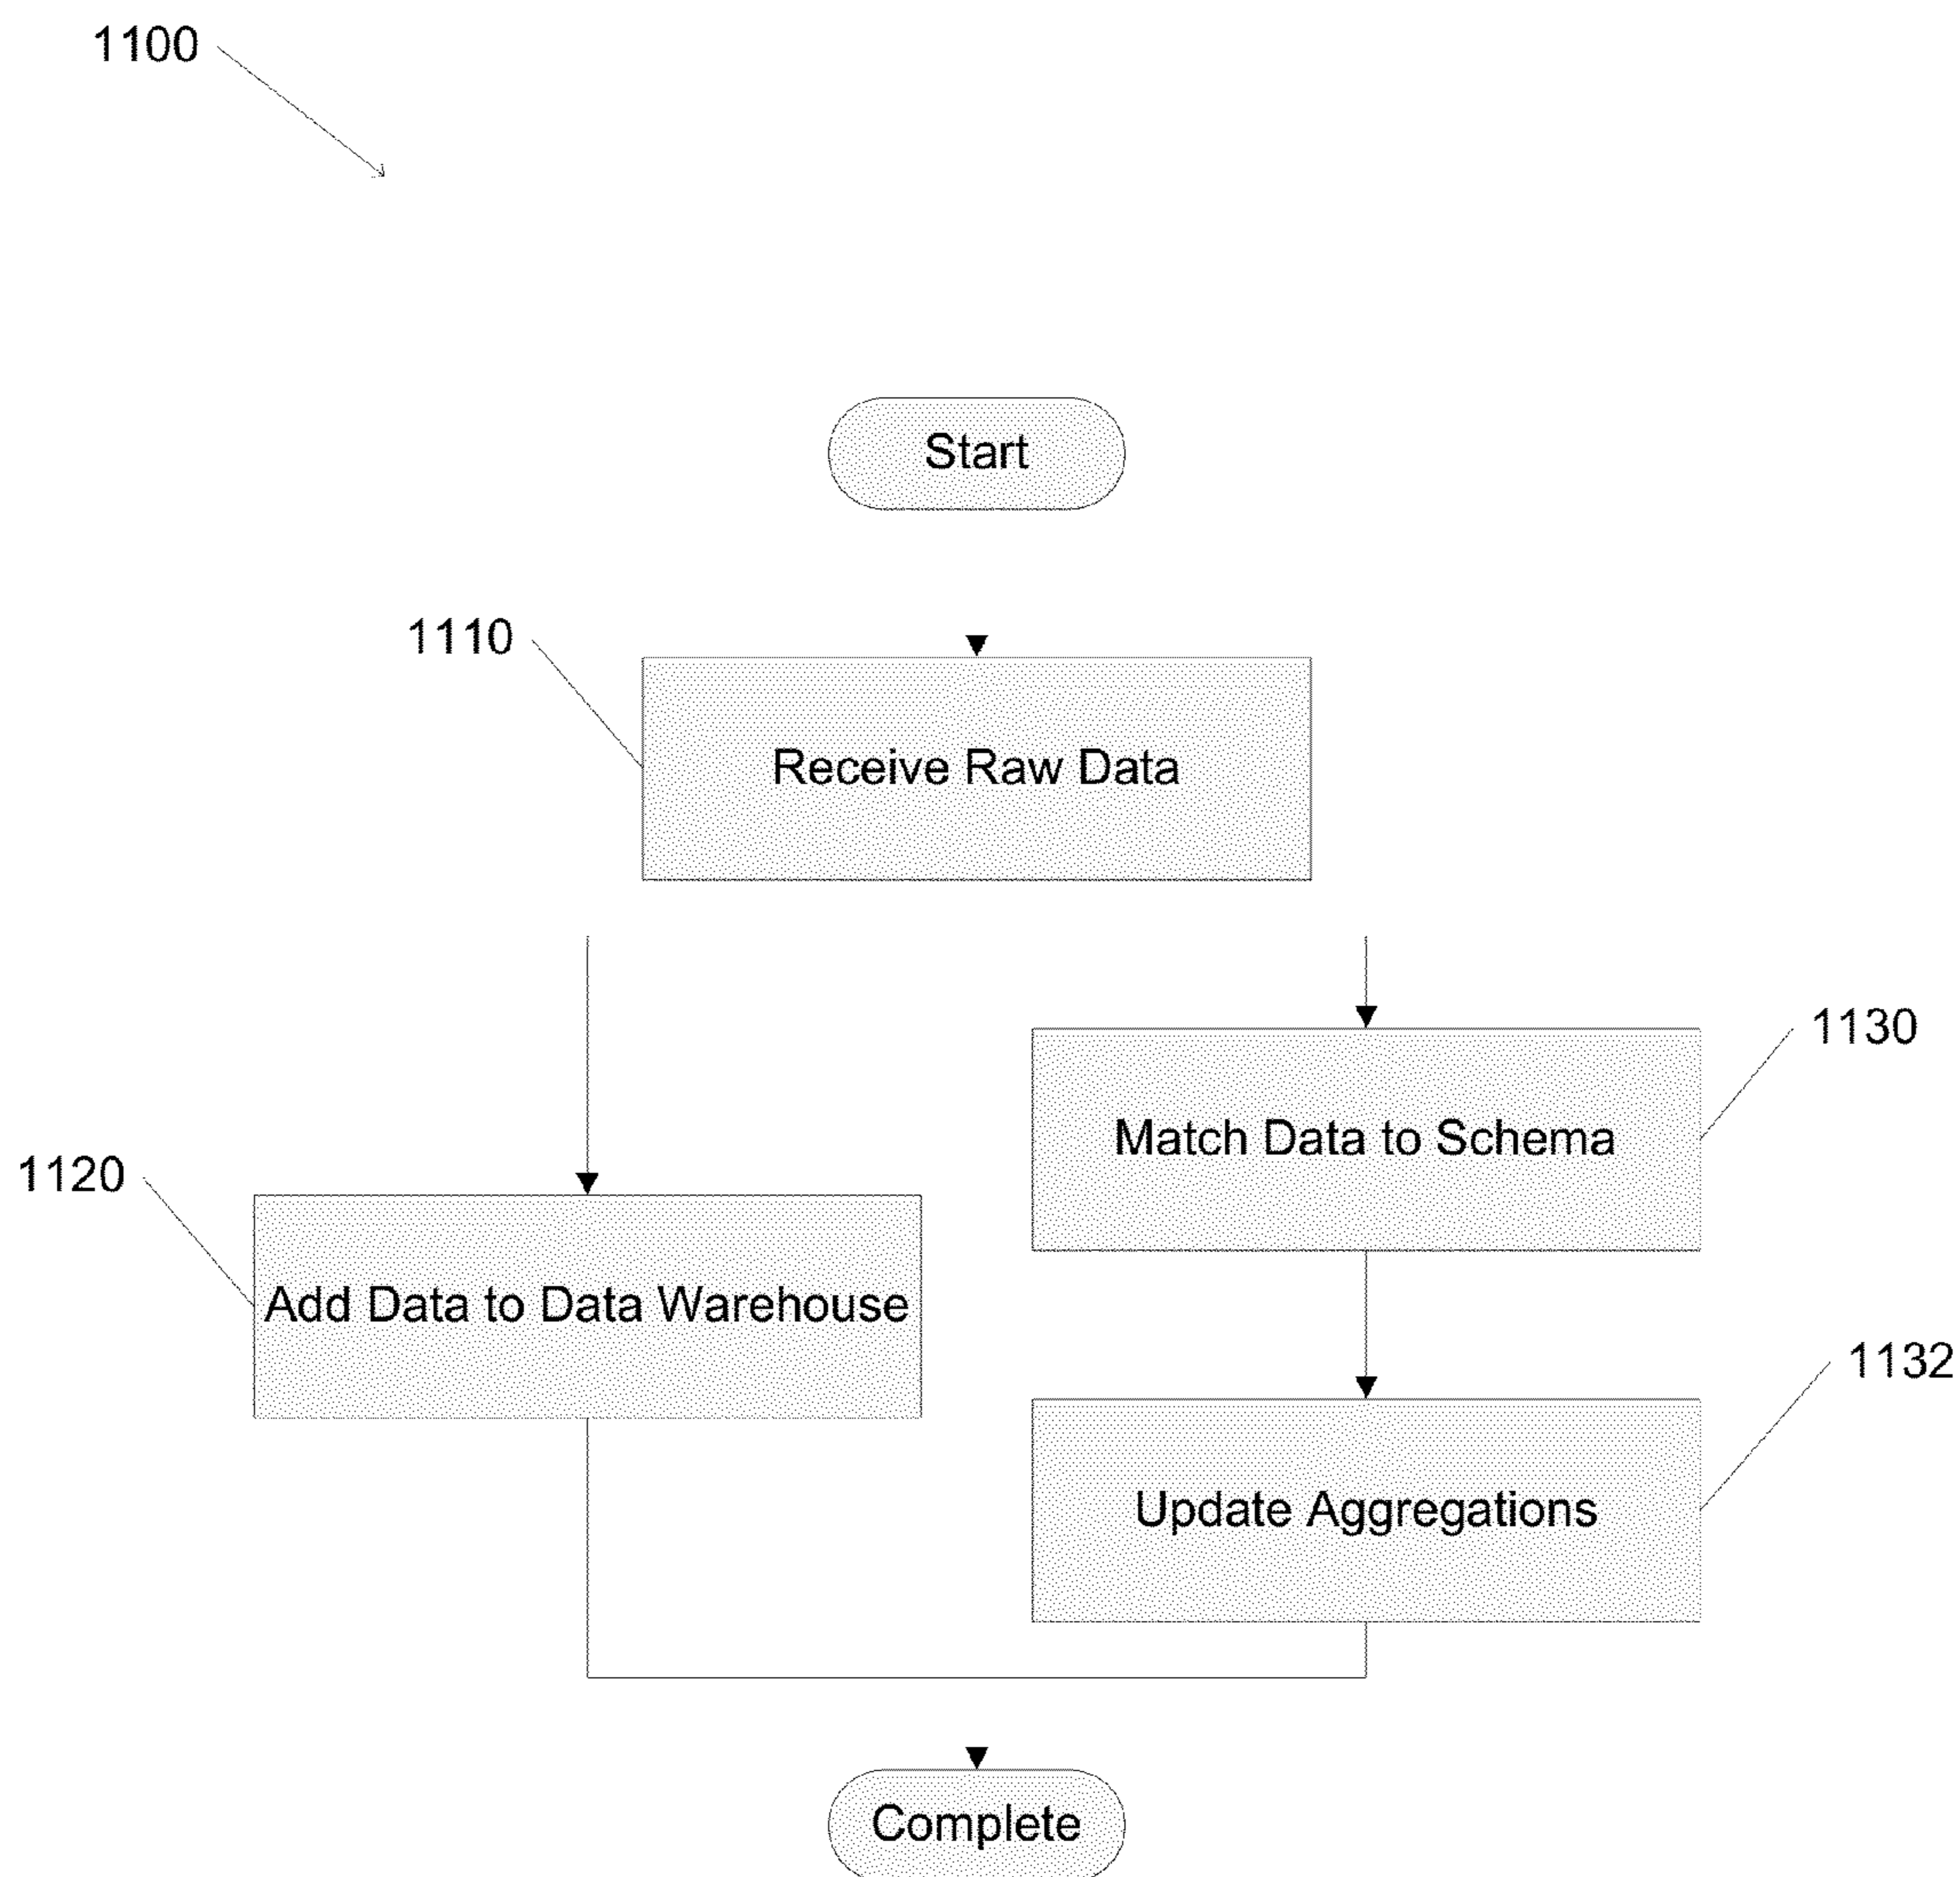 1100
Start
1110
Receive Raw Data
1130
Match Data to Schema
1120
Add Data to Data Warehouse
1132
Update Aggregations
Complete